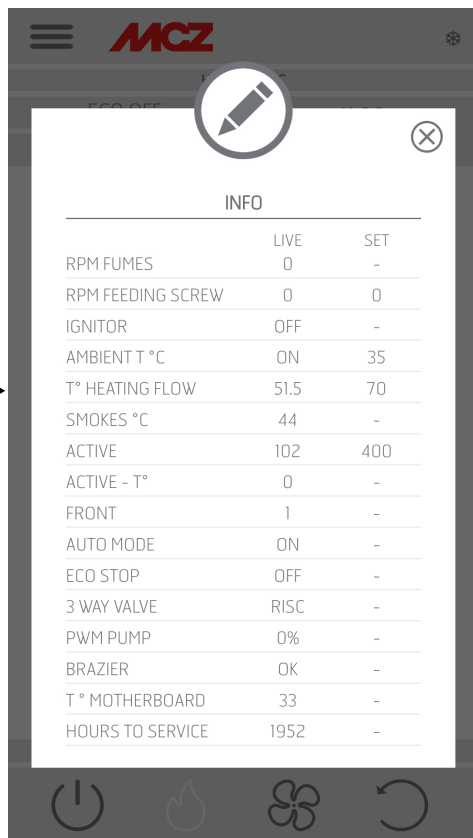 MCZ
ECO OFF
INFO
LIVE SET
RPM FUMES 0 -
RPM FEEDING SCREW 0 0
IGNITOR OFF -
AMBIENT T °C ON 35
T° HEATING FLOW 51.5 70
SMOKES °C 44 -
ACTIVE 102 400
ACTIVE - T° 0 -
FRONT 1 -
AUTO MODE ON -
ECO STOP OFF -
3 WAY VALVE RISC -
PWM PUMP 0% -
BRAZIER OK -
T ° MOTHERBOARD 33 -
HOURS TO SERVICE 1952 -